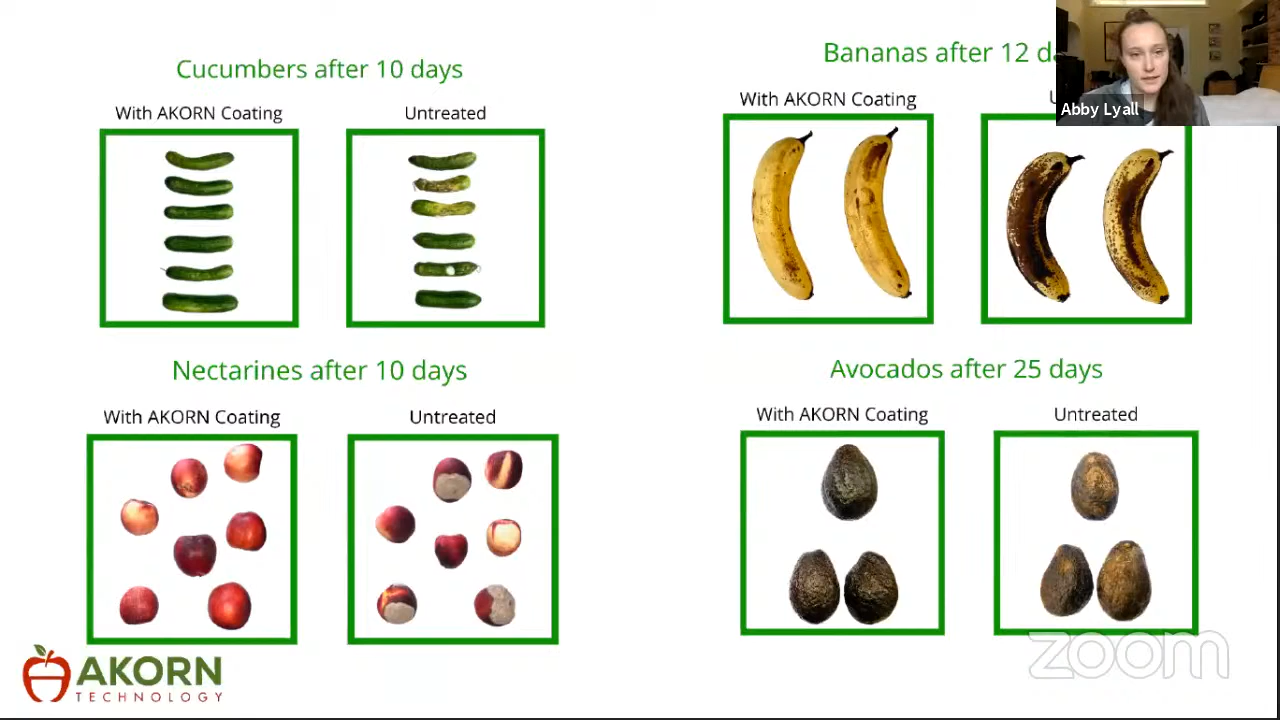 Cucumbers after 10 days
With AKORN Coating
Untreated
Bananas after 12
With AKORN Coating
Abby Lyall
Nectarines after 10 days
With AKORN Coating
Untreated
Avocados after 25 days
With AKORN Coating
Untreated
AKORN
TECHNOLOGY
zoom